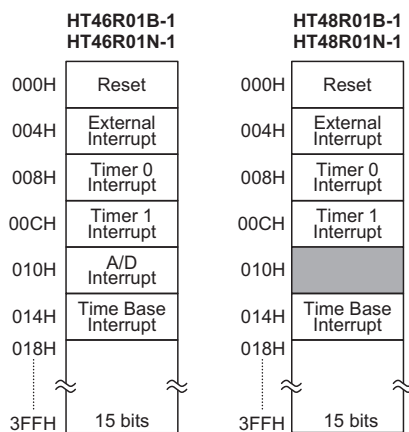 HT46R01B-1
HT46R01N-1
000H Reset
004H External
Interrupt
008H Timer 0
Interrupt
00CH Timer 1
Interrupt
010H A/D
Interrupt
014H Time Base
Interrupt
018H
3FFH 15 bits
HT48R01B-1
HT48R01N-1
000H Reset
004H External
Interrupt
008H Timer 0
Interrupt
00CH Timer 1
Interrupt
010H
014H Time Base
Interrupt
018H
3FFH 15 bits